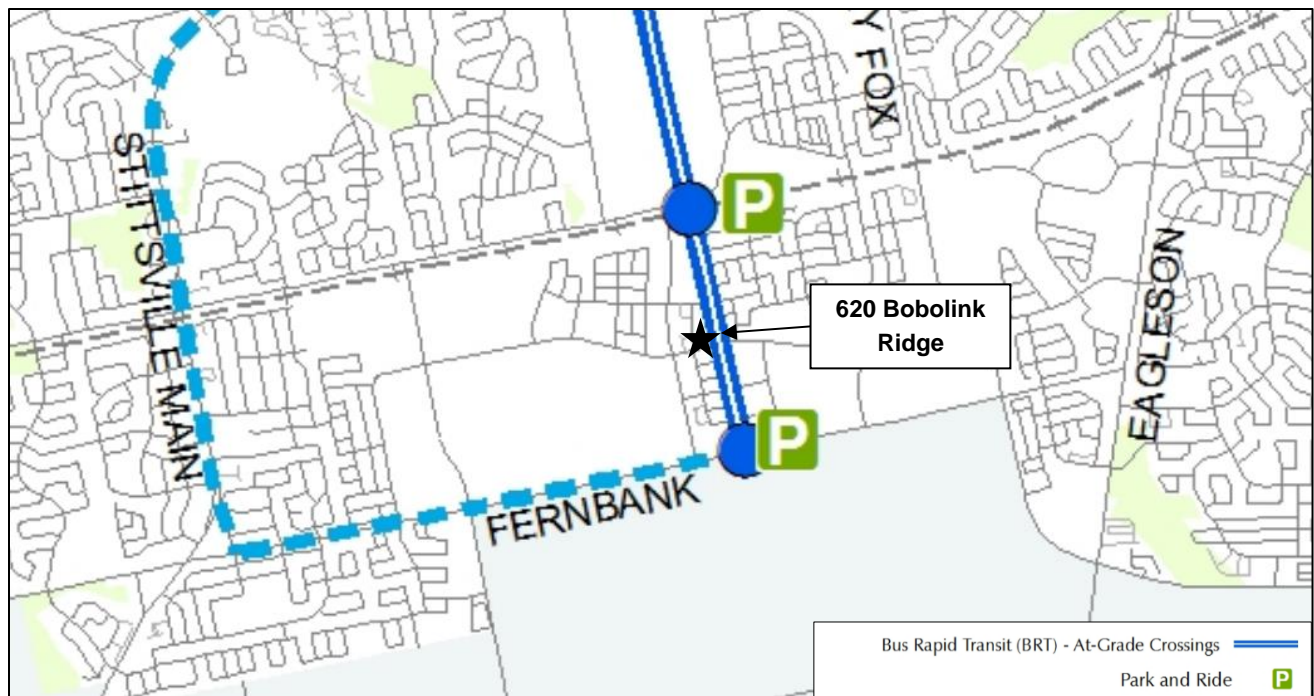 Y FOX
STITTSVILLE MAIN
P
EAGLESON
620 Bobolink
Ridge
P
FERNBANK
Bus Rapid Transit (BRT) - At-Grade Crossings
Park and Ride P